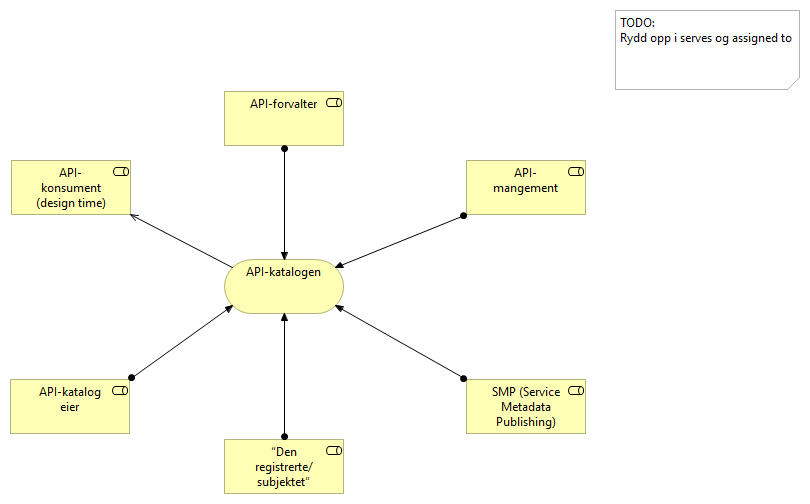 TODO:
Rydd opp i serves og assigned to
API-forvalter
API-
konsument
(design time)
API-
mangement
API-katalogen
API-katalog
eier
SMP (Service
Metadata
Publishing)
"Den
registrerte/
subjektet"